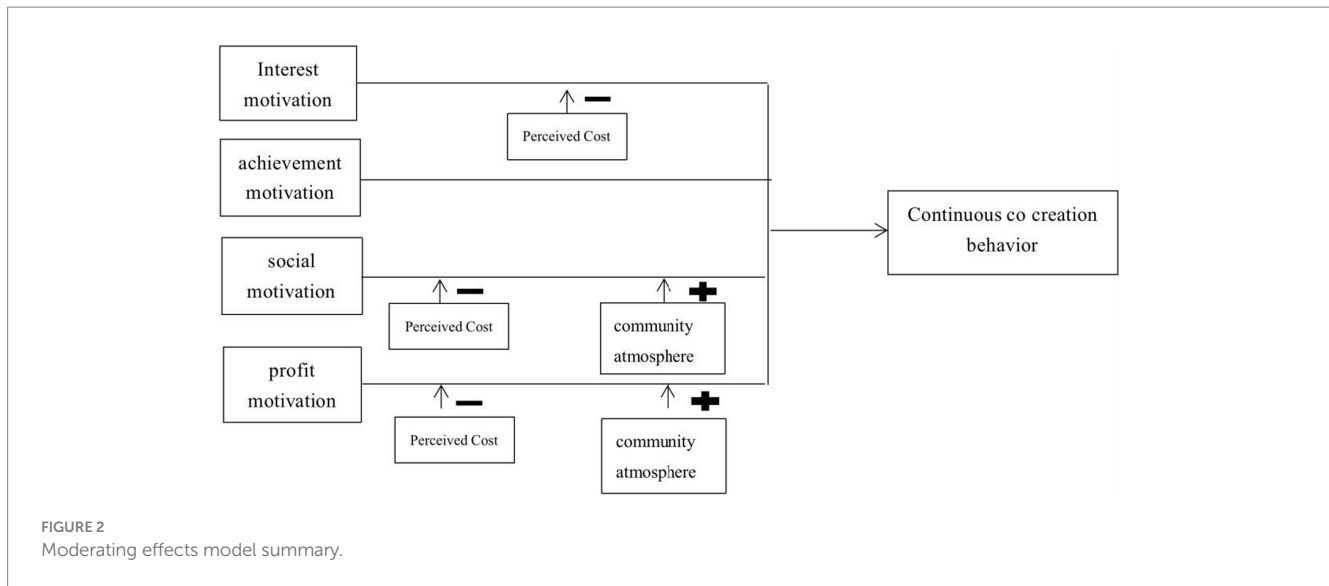 Interest
motivation
Perceived Cost
achievement
motivation
Continuous co creation
behavior
social
motivation
Perceived Cost
community
atmosphere
profit
motivation
Perceived Cost
community
atmosphere
FIGURE 2
Moderating effects model summary.